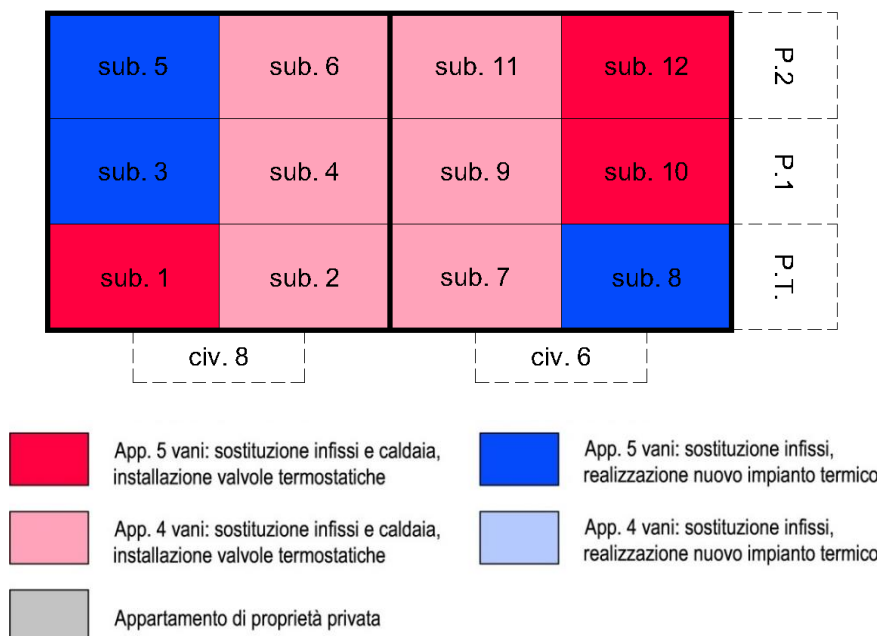 sub. 5 sub. 6 sub. 11 sub. 12 P.2
sub. 3 sub. 4 sub. 9 sub. 10 P.1
sub. 1 sub. 2 sub. 7 sub. 8 P.T.
civ. 8 civ. 6
App. 5 vani: sostituzione infissi e caldaia,
installazione valvole termostatiche
App. 5 vani: sostituzione infissi,
realizzazione nuovo impianto termico
App. 4 vani: sostituzione infissi e caldaia,
installazione valvole termostatiche
App. 4 vani: sostituzione infissi,
realizzazione nuovo impianto termico
Appartamento di proprietà privata